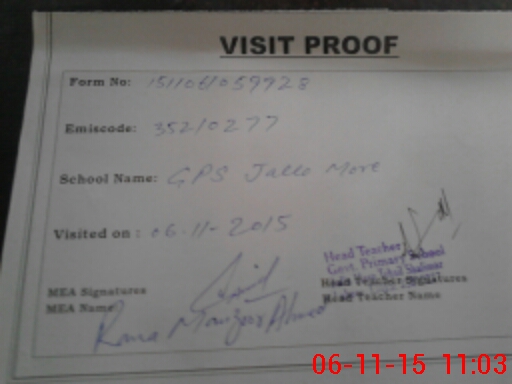 VISIT PROOF
Form No: 151106/059928
Emiscode: 35210277
School Name: GPS Jallo More
Visited on : 06-11-2015
Head Teacher
Govt. Primary School
MEA Signatures
Head Teacher Signatures
MEA Name Rana Manzoor Ahmed
Head Teacher Name
06-11-15 11:03